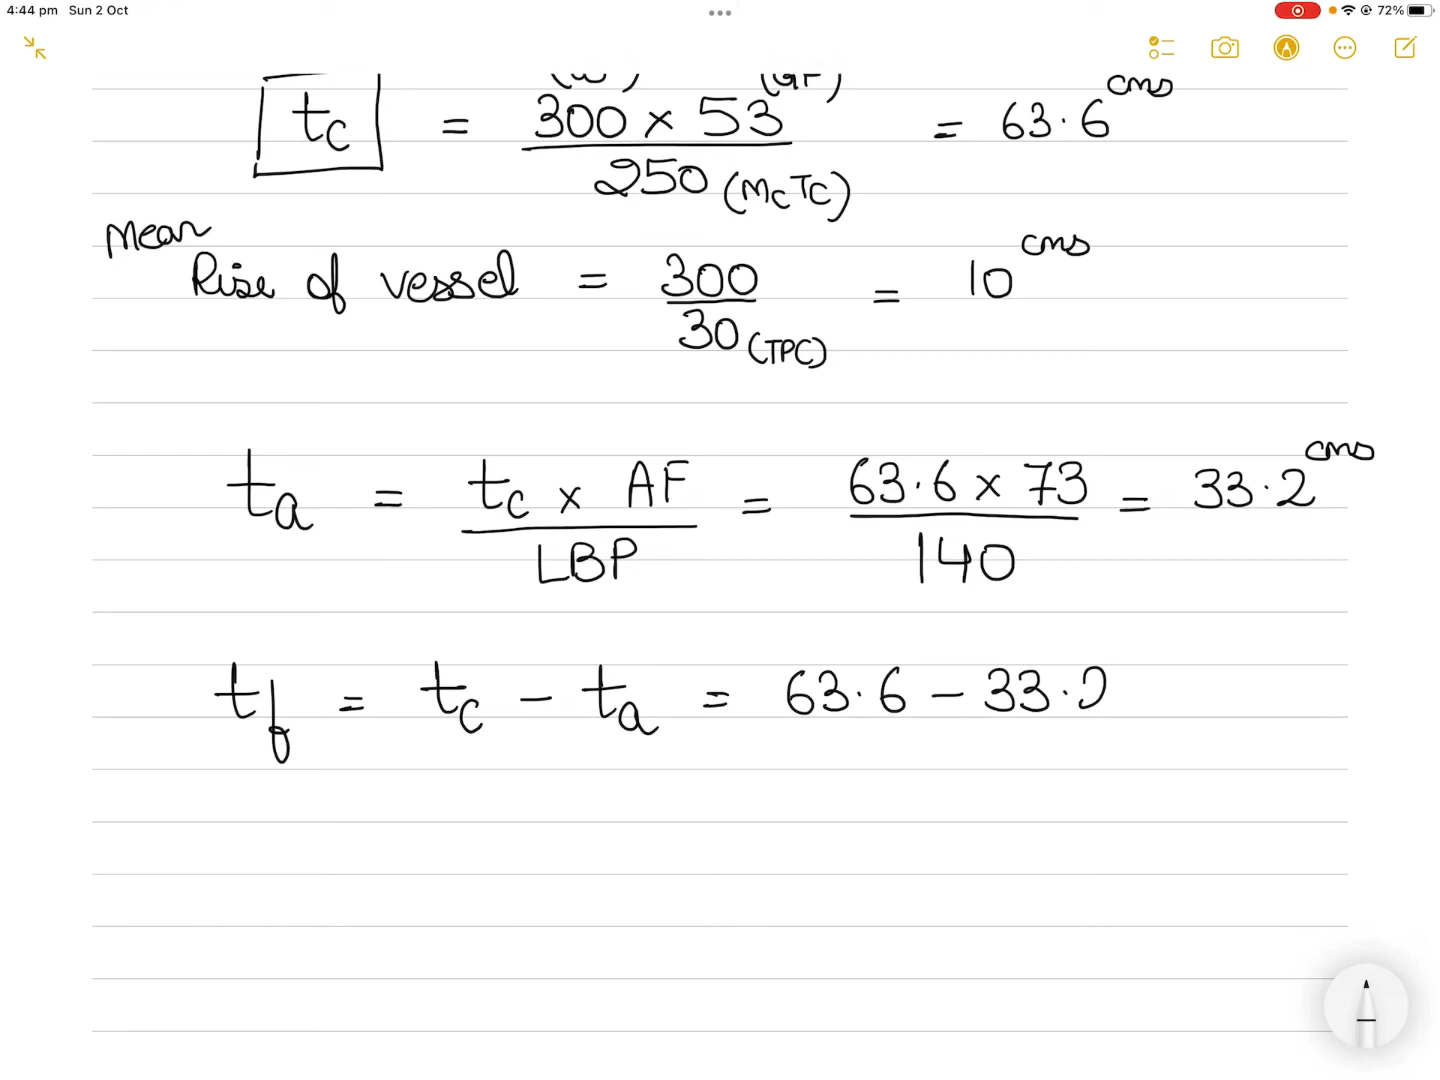 4:44 pm Sun 2 Oct
72%
(W) (GF)
tc = 300 × 53 / 250 (MCTC) = 63.6 cms
Mean
Rise of vessel = 300 / 30 (TPC) = 10 cms
ta = tc × AF / LBP = 63.6 × 73 / 140 = 33.2 cms
tf = tc - ta = 63.6 - 33.2